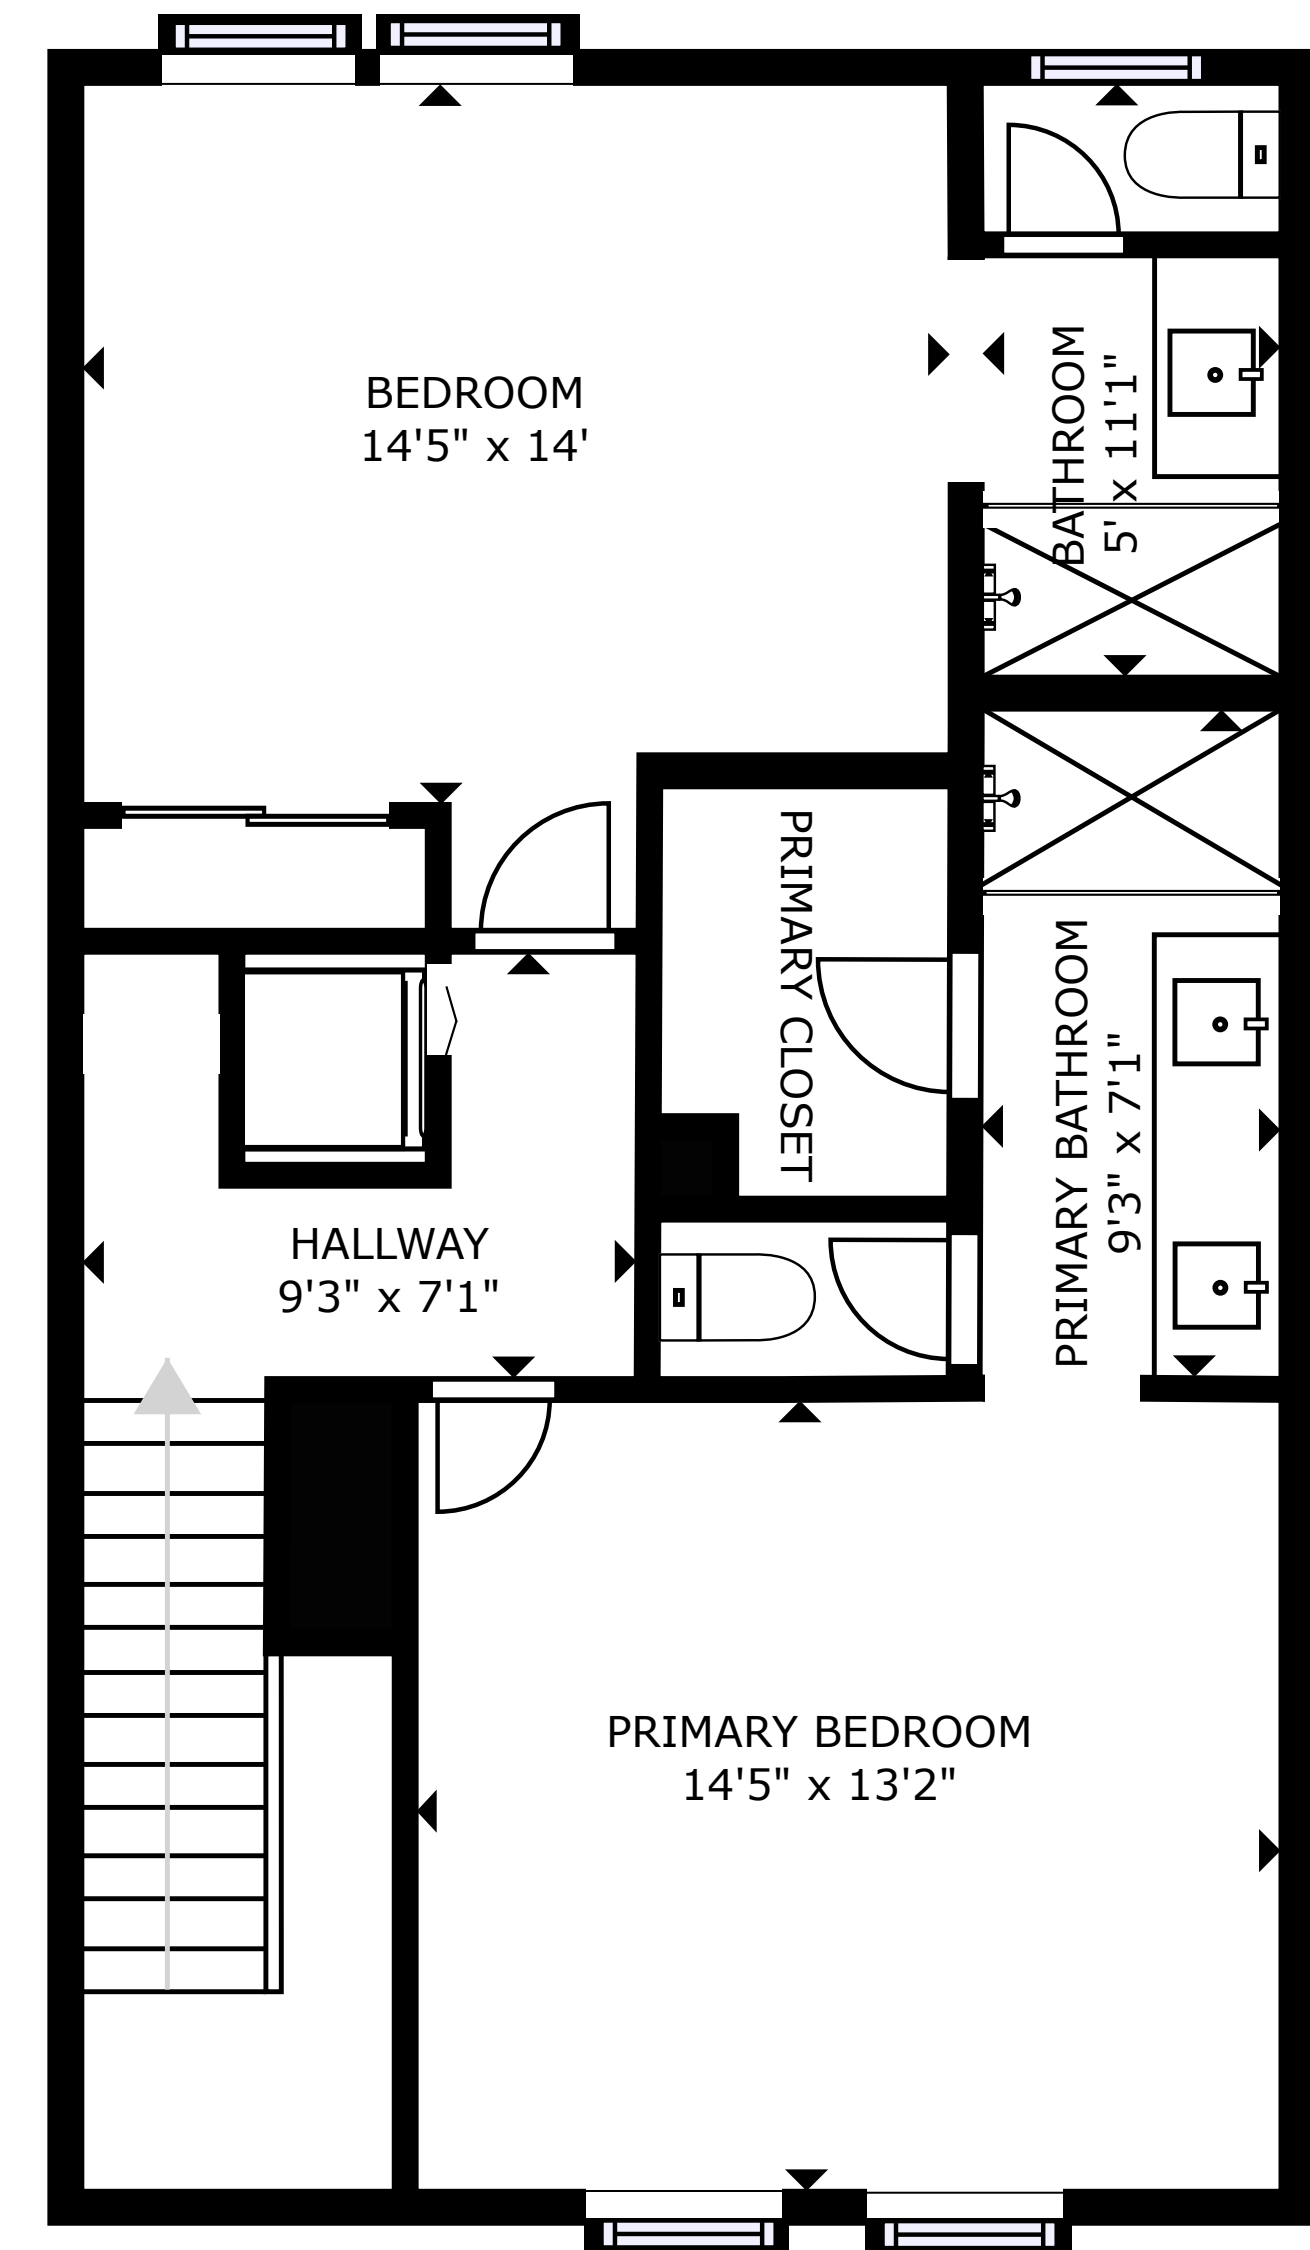 BEDROOM
14'5" x 14'
BATHROOM
5' x 11'1"
PRIMARY CLOSET
PRIMARY BATHROOM
9'3" x 7'1"
HALLWAY
9'3" x 7'1"
PRIMARY BEDROOM
14'5" x 13'2"